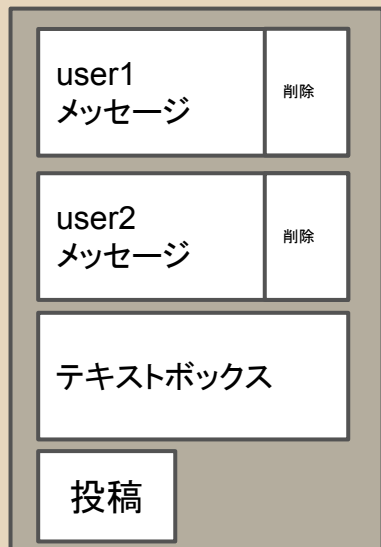 user1
メッセージ
削除
user2
メッセージ
削除
テキストボックス
投稿